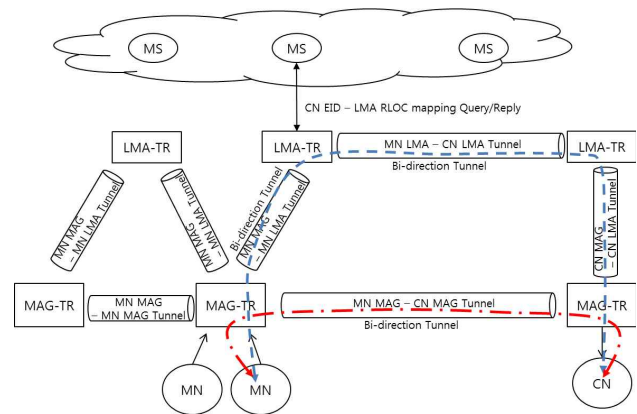 MS
MS
MS
CN EID – LMA RLOC mapping Query/Reply
LMA-TR
LMA-TR
MN LMA – CN LMA Tunnel
LMA-TR
Bi-direction Tunnel
MN MAG
– MN LMA Tunnel
MN MAG
– MN LMA Tunnel
Bi-direction Tunnel
MN MAG
– MN LMA Tunnel
CN MAG
– CN LMA Tunnel
MAG-TR
MN MAG
– MN MAG Tunnel
MAG-TR
MN MAG – CN MAG Tunnel
MAG-TR
Bi-direction Tunnel
MN
MN
CN